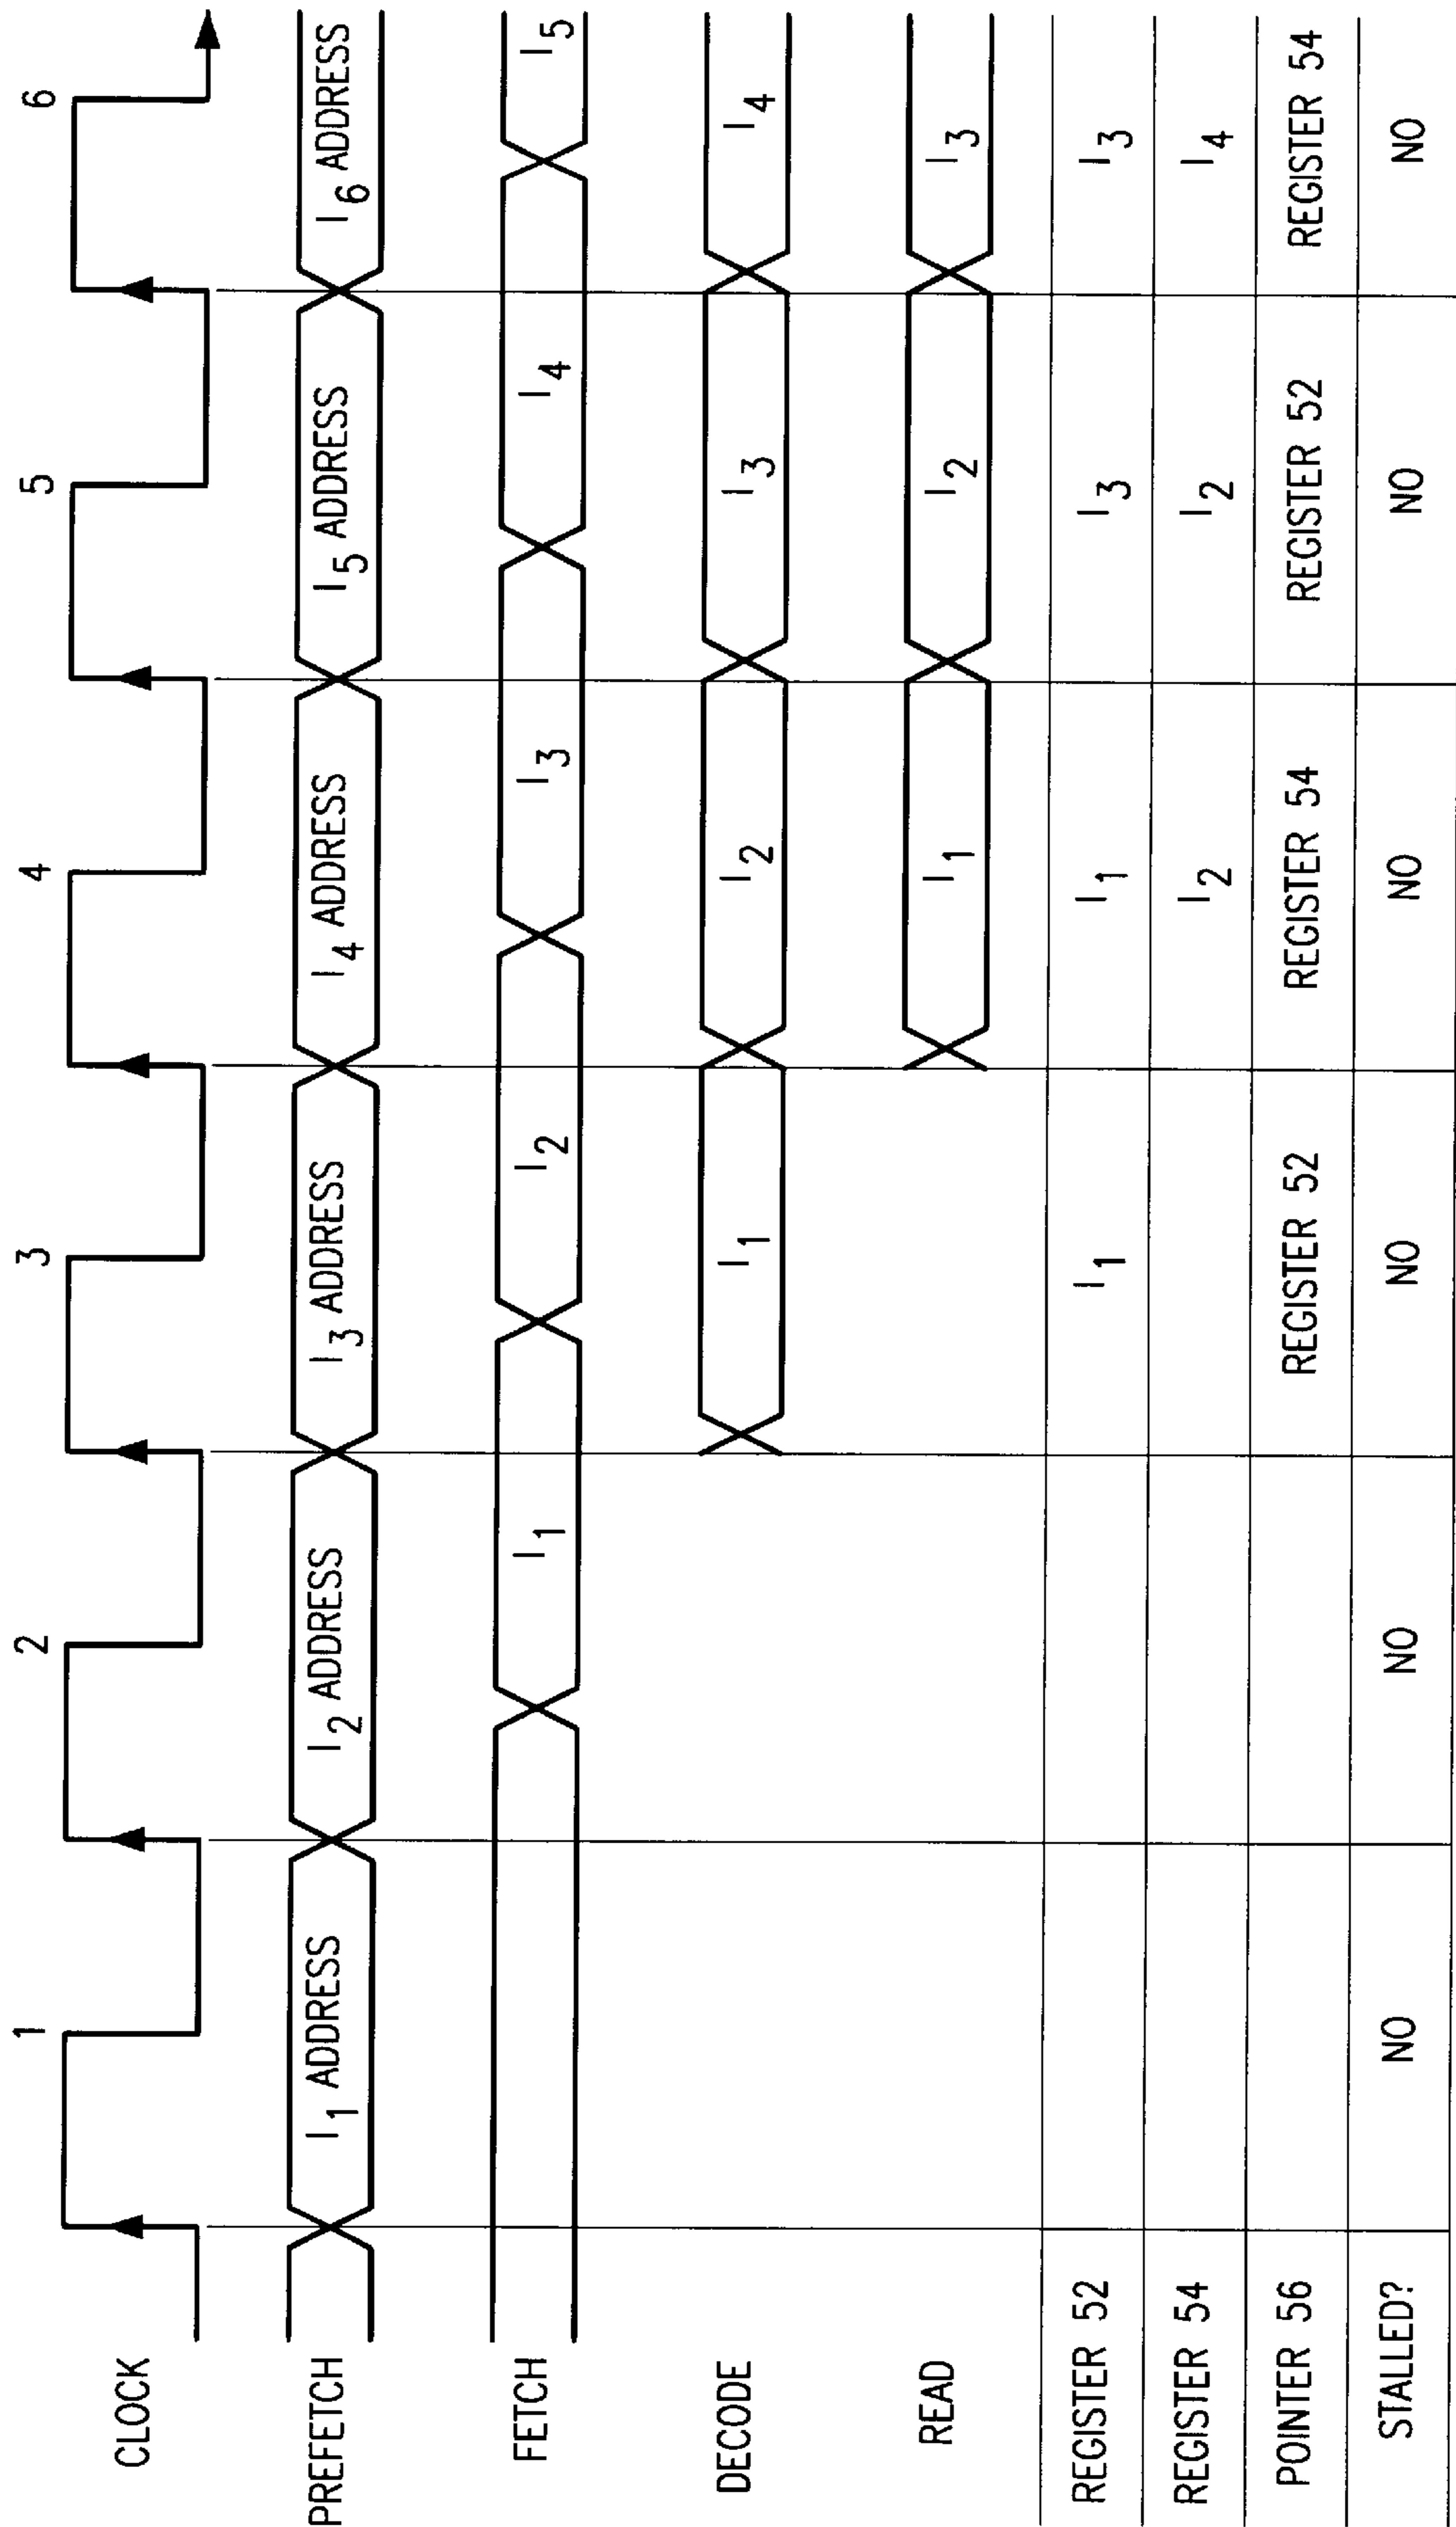 1 2 3 4 5 6
CLOCK
PREFETCH I1 ADDRESS I2 ADDRESS I3 ADDRESS I4 ADDRESS I5 ADDRESS I6 ADDRESS
FETCH I1 I2 I3 I4 I5
DECODE I1 I2 I3 I4
READ I1 I2 I3
REGISTER 52 I1 I1 I3 I3
REGISTER 54 I2 I2 I4
POINTER 56 REGISTER 52 REGISTER 54 REGISTER 52 REGISTER 54
STALLED? NO NO NO NO NO NO